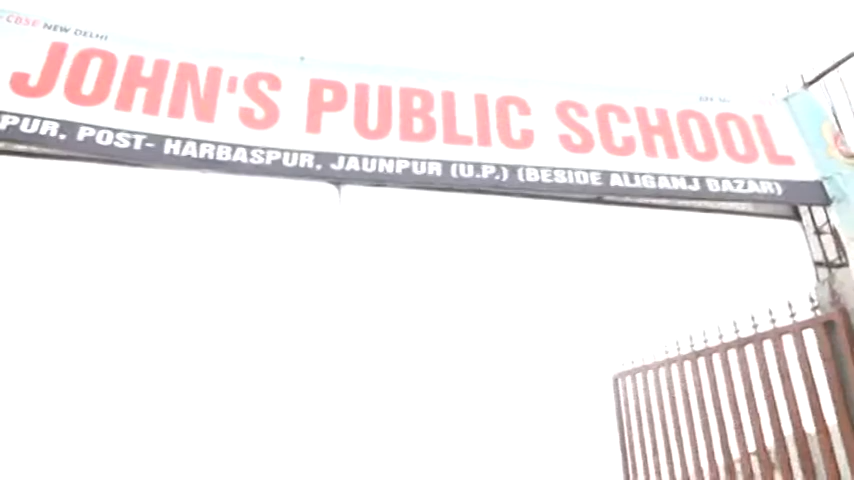 CBSE NEW DELHI
JOHN'S PUBLIC SCHOOL
PUR, POST- HARBASPUR, JAUNPUR (U.P.) (BESIDE ALIGANJ BAZAR)